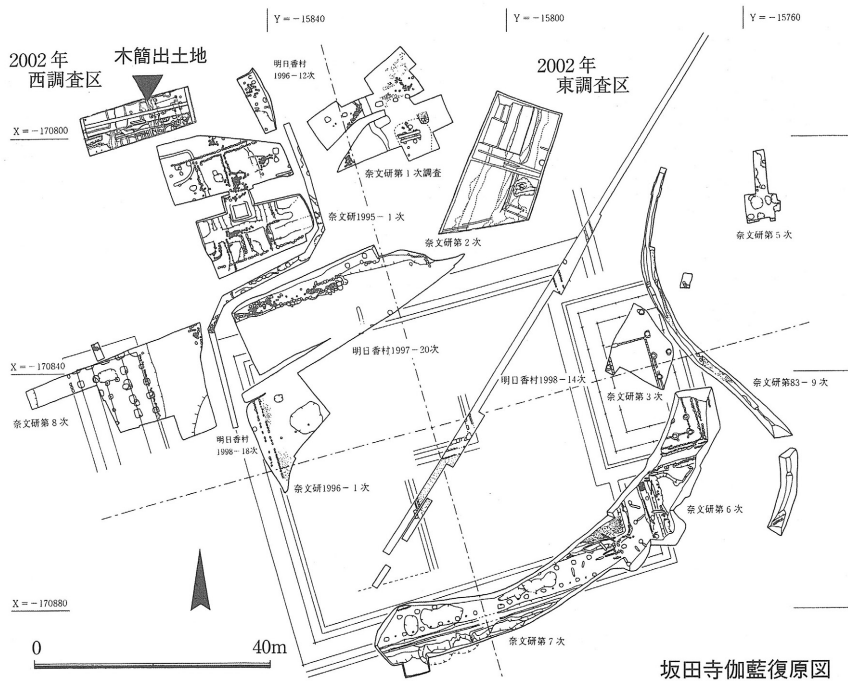 Y=-15840
Y=-15800
Y=-15760
2002年
西調査区
木簡出土地
明日香村
1996-12次
2002年
東調査区
X=-170800
奈文研第1次調査
奈文研1995-1次
奈文研第2次
奈文研第5次
明日香村1997-20次
X=-170840
明日香村1998-14次
奈文研第3次
奈文研第83-9次
奈文研第8次
明日香村
1998-18次
奈文研1996-1次
奈文研第6次
X=-170880
奈文研第7次
0
40m
坂田寺伽藍復原図